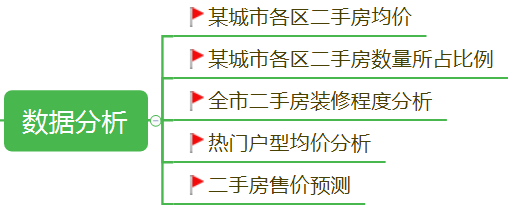 某城市各区二手房均价
某城市各区二手房数量所占比例
数据分析
全市二手房装修程度分析
热门户型均价分析
二手房售价预测